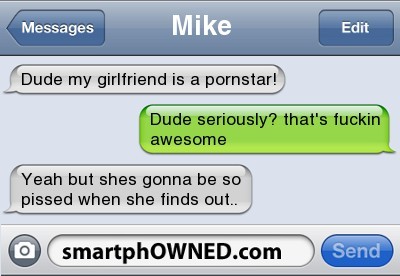 Messages
Mike
Edit
Dude my girlfriend is a pornstar!
Dude seriously? that's fuckin
awesome
Yeah but shes gonna be so
pissed when she finds out..
smartphOWNED.com
Send